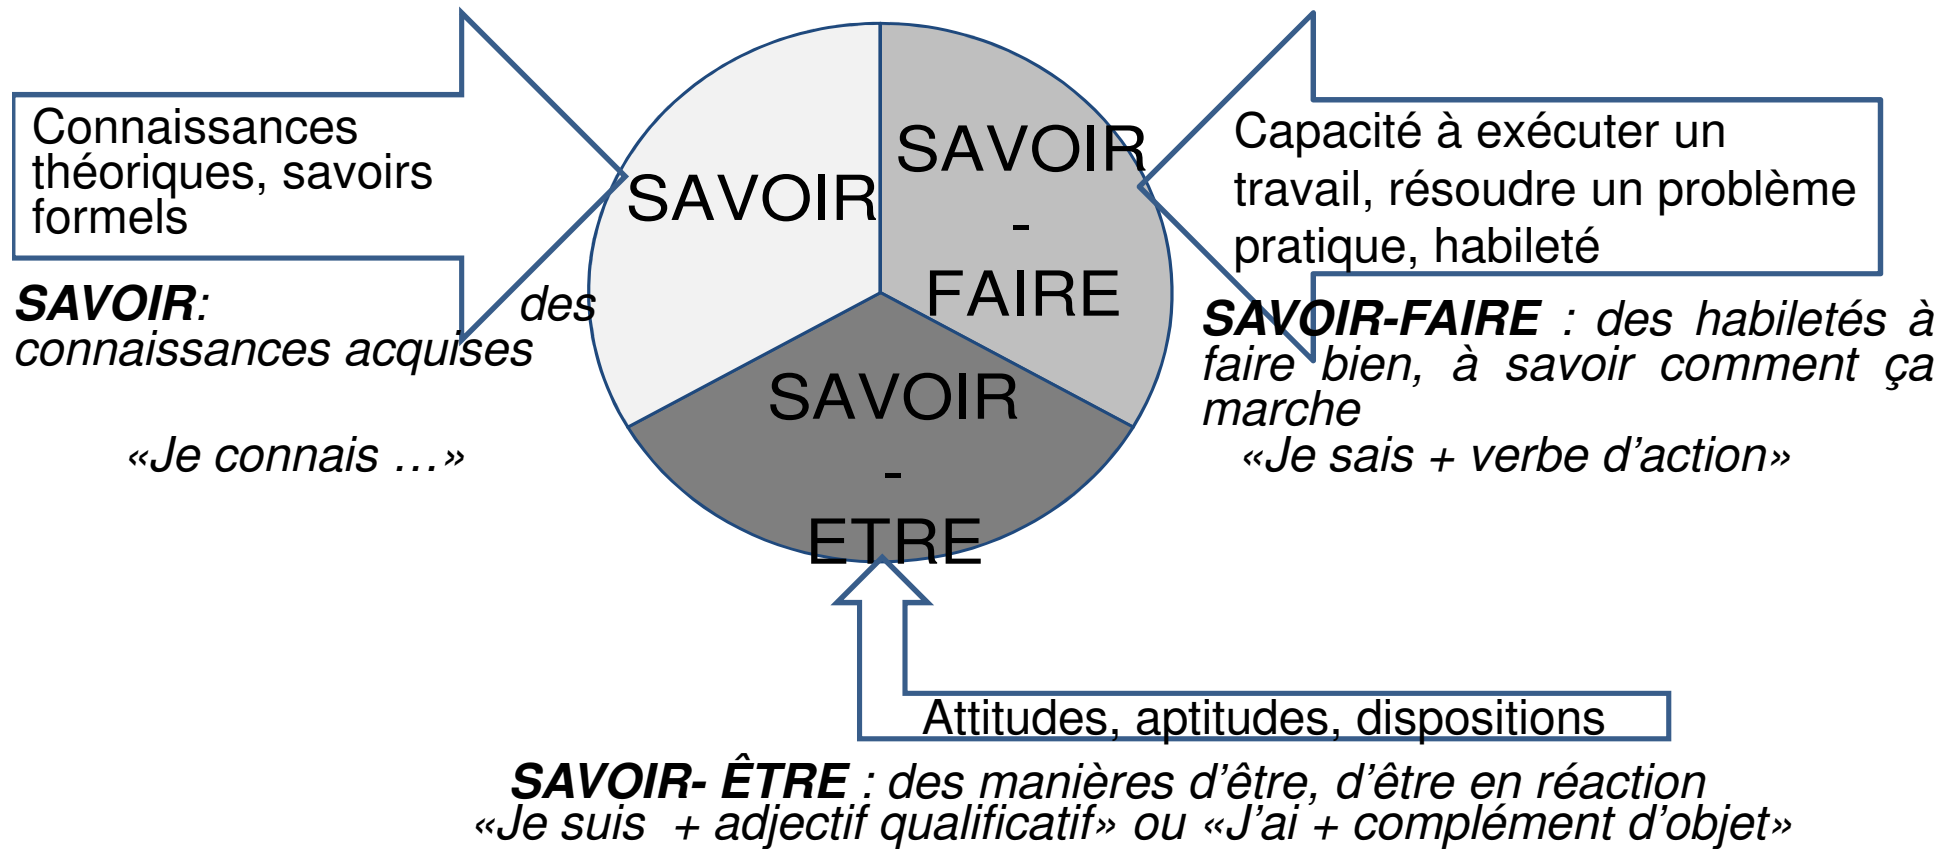 Connaissances
théoriques, savoirs
formels
SAVOIR: des
connaissances acquises
«Je connais …»
SAVOIR
SAVOIR
-
FAIRE
Capacité à exécuter un
travail, résoudre un problème
pratique, habileté
SAVOIR-FAIRE : des habiletés à
faire bien, à savoir comment ça
marche
«Je sais + verbe d’action»
SAVOIR
-
ETRE
Attitudes, aptitudes, dispositions
SAVOIR- ÊTRE : des manières d’être, d’être en réaction
«Je suis + adjectif qualificatif» ou «J’ai + complément d’objet»